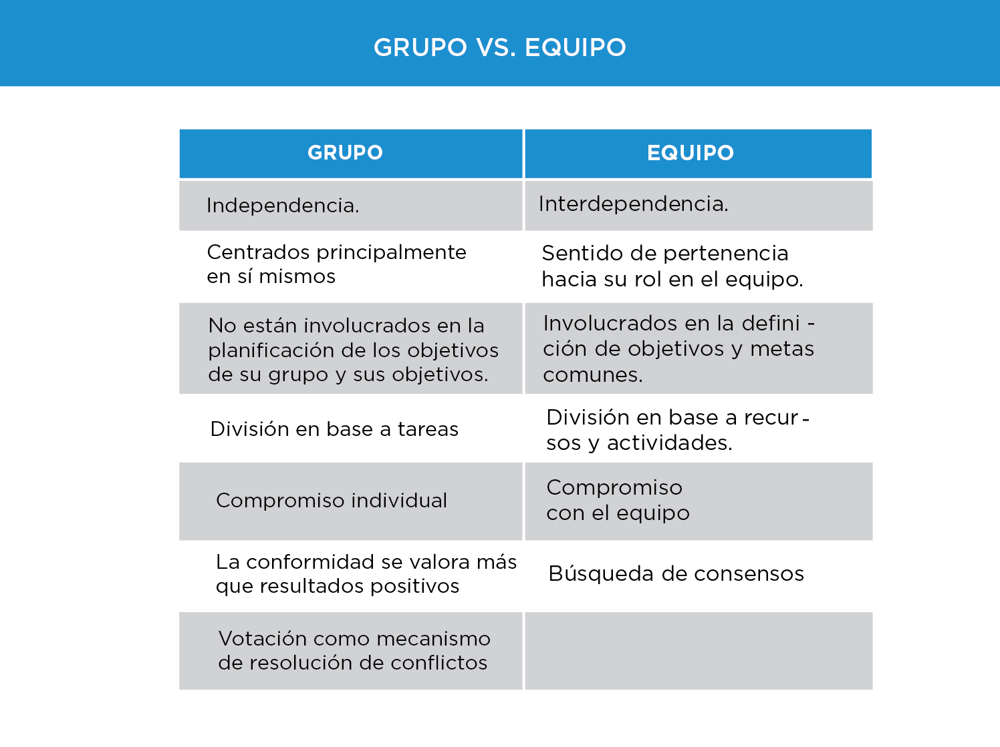 GRUPO VS. EQUIPO
GRUPO
EQUIPO
Independencia.
Interdependencia.
Centrados principalmente
en sí mismos
Sentido de pertenencia
hacia su rol en el equipo.
No están involucrados en la
planificación de los objetivos
de su grupo y sus objetivos.
Involucrados en la defini -
ción de objetivos y metas
comunes.
División en base a tareas
División en base a recur -
sos y actividades.
Compromiso individual
Compromiso
con el equipo
La conformidad se valora más
que resultados positivos
Búsqueda de consensos
Votación como mecanismo
de resolución de conflictos